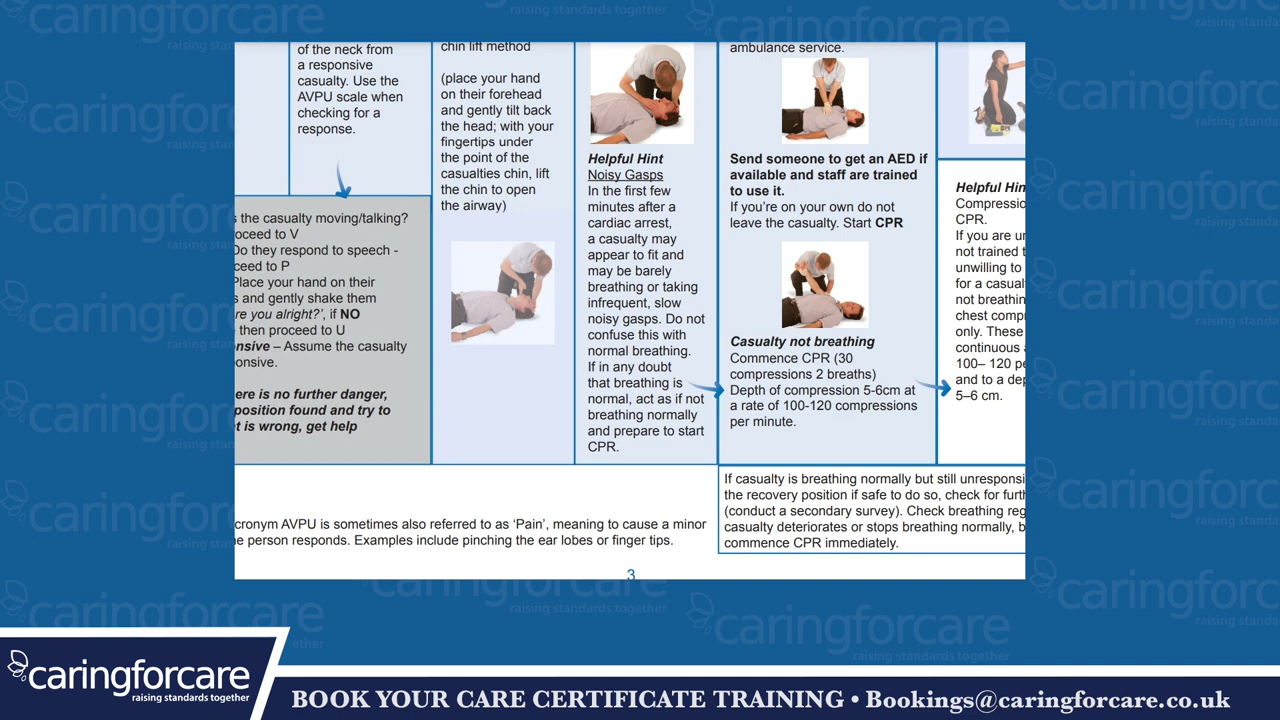 of the neck from
a responsive
casualty. Use the
AVPU scale when
checking for a
response.
s the casualty moving/talking?
oceed to V
Do they respond to speech -
ceed to P
Place your hand on their
s and gently shake them
re you alright?', if NO
then proceed to U
nsive – Assume the casualty
onsive.
ere is no further danger,
position found and try to
t is wrong, get help
chin lift method
(place your hand
on their forehead
and gently tilt back
the head; with your
fingertips under
the point of the
casualties chin, lift
the chin to open
the airway)
Helpful Hint
Noisy Gasps
In the first few
minutes after a
cardiac arrest,
a casualty may
appear to fit and
may be barely
breathing or taking
infrequent, slow
noisy gasps. Do not
confuse this with
normal breathing.
If in any doubt
that breathing is
normal, act as if not
breathing normally
and prepare to start
CPR.
ambulance service.
Send someone to get an AED if
available and staff are trained
to use it.
If you're on your own do not
leave the casualty. Start CPR
Casualty not breathing
Commence CPR (30
compressions 2 breaths)
Depth of compression 5-6cm at
a rate of 100-120 compressions
per minute.
Helpful Hin
Compressio
CPR.
If you are un
not trained t
unwilling to
for a casual
not breathin
chest comp
only. These
continuous a
100– 120 pe
and to a dep
5–6 cm.
cronym AVPU is sometimes also referred to as 'Pain', meaning to cause a minor
e person responds. Examples include pinching the ear lobes or finger tips.
If casualty is breathing normally but still unresponsi
the recovery position if safe to do so, check for furth
(conduct a secondary survey). Check breathing reg
casualty deteriorates or stops breathing normally, b
commence CPR immediately.
3
caringforcare
raising standards together
BOOK YOUR CARE CERTIFICATE TRAINING • Bookings@caringforcare.co.uk